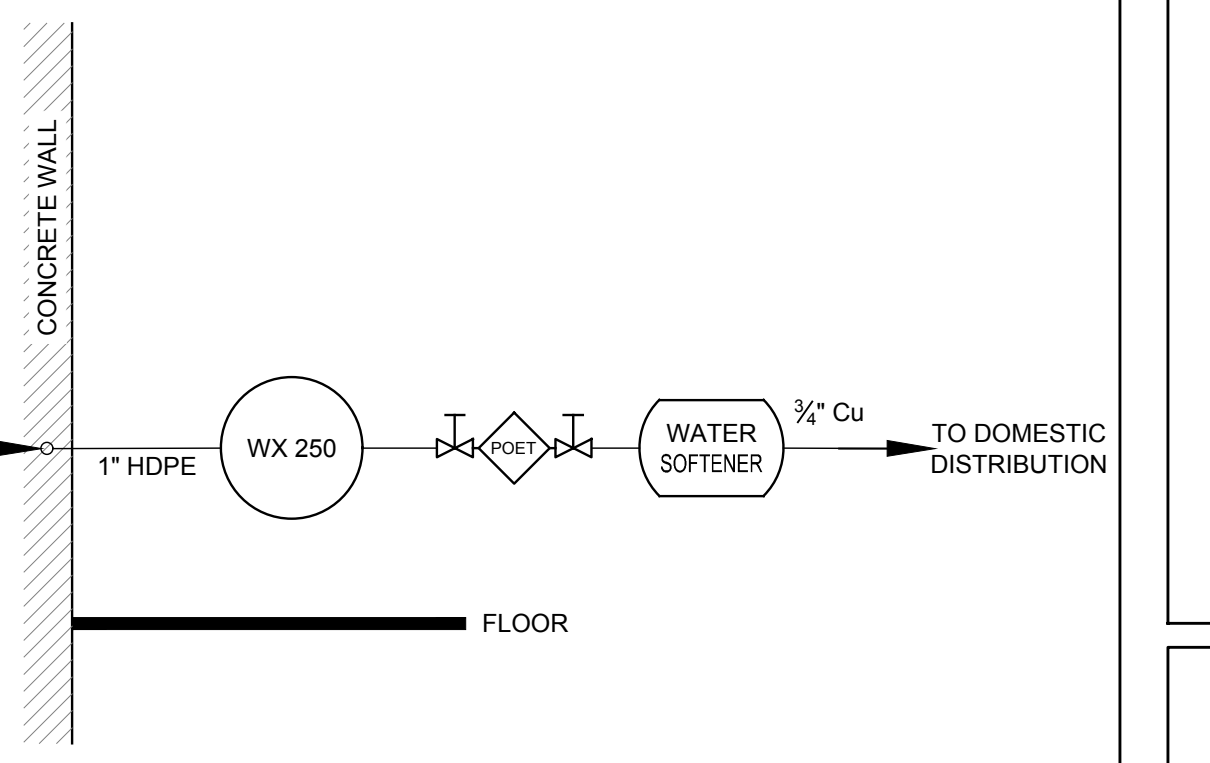 CONCRETE WALL
1" HDPE
WX 250
POET
WATER
SOFTENER
¾" Cu
TO DOMESTIC
DISTRIBUTION
FLOOR